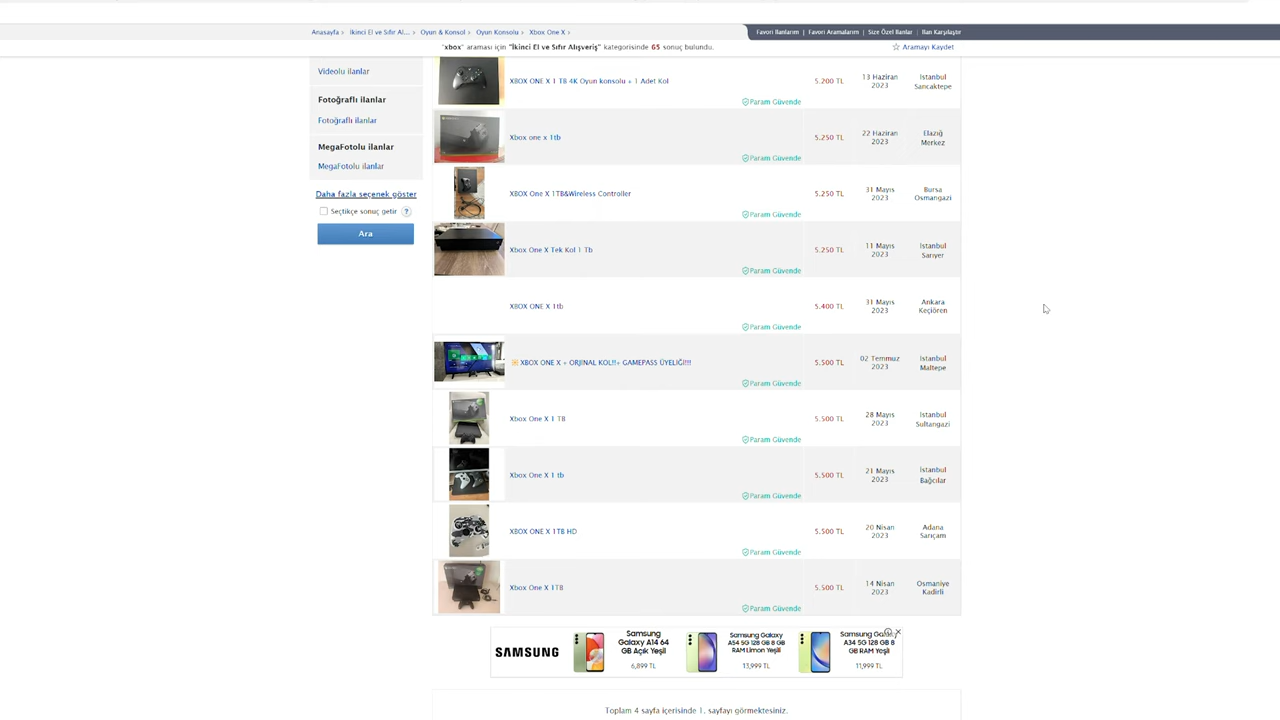 Anasayfa > İkinci El ve Sıfır Al... > Oyun & Konsol > Oyun Konsolu > Xbox One X >
Favori İlanlarım | Favori Aramalarım | Size Özel İlanlar | İlan Karşılaştır
"xbox" araması için "İkinci El ve Sıfır Alışveriş" kategorisinde 65 sonuç bulundu.
☆ Aramayı Kaydet
Videolu ilanlar
Fotoğraflı ilanlar
Fotoğraflı ilanlar
MegaFotolu ilanlar
MegaFotolu ilanlar
Daha fazla seçenek göster
Seçtikçe sonuç getir ?
Ara
XBOX ONE X 1 TB 4K Oyun konsolu + 1 Adet Kol
5.200 TL
13 Haziran
2023
İstanbul
Sancaktepe
Param Güvende
Xbox one x 1tb
5.250 TL
22 Haziran
2023
Elazığ
Merkez
Param Güvende
XBOX One X 1TB&Wireless Controller
5.250 TL
31 Mayıs
2023
Bursa
Osmangazi
Param Güvende
Xbox One X Tek Kol 1 Tb
5.250 TL
11 Mayıs
2023
İstanbul
Sarıyer
Param Güvende
XBOX ONE X 1tb
5.400 TL
31 Mayıs
2023
Ankara
Keçiören
Param Güvende
XBOX ONE X + ORJINAL KOL!!+ GAMEPASS ÜYELİĞİ!!!
5.500 TL
02 Temmuz
2023
İstanbul
Maltepe
Param Güvende
Xbox One X 1 TB
5.500 TL
28 Mayıs
2023
İstanbul
Sultangazi
Param Güvende
Xbox One X 1 tb
5.500 TL
21 Mayıs
2023
İstanbul
Bağcılar
Param Güvende
XBOX ONE X 1TB HD
5.500 TL
20 Nisan
2023
Adana
Sarıçam
Param Güvende
Xbox One X 1TB
5.500 TL
14 Nisan
2023
Osmaniye
Kadirli
Param Güvende
SAMSUNG
Samsung
Galaxy A14 64
GB Açık Yeşil
6,899 TL
Samsung Galaxy
A54 5G 128 GB 8 GB
RAM Limon Yeşili
13,999 TL
Samsung Galaxy
A34 5G 128 GB 8
GB RAM Yeşil
11,999 TL
Toplam 4 sayfa içerisinde 1. sayfayı görmektesiniz.